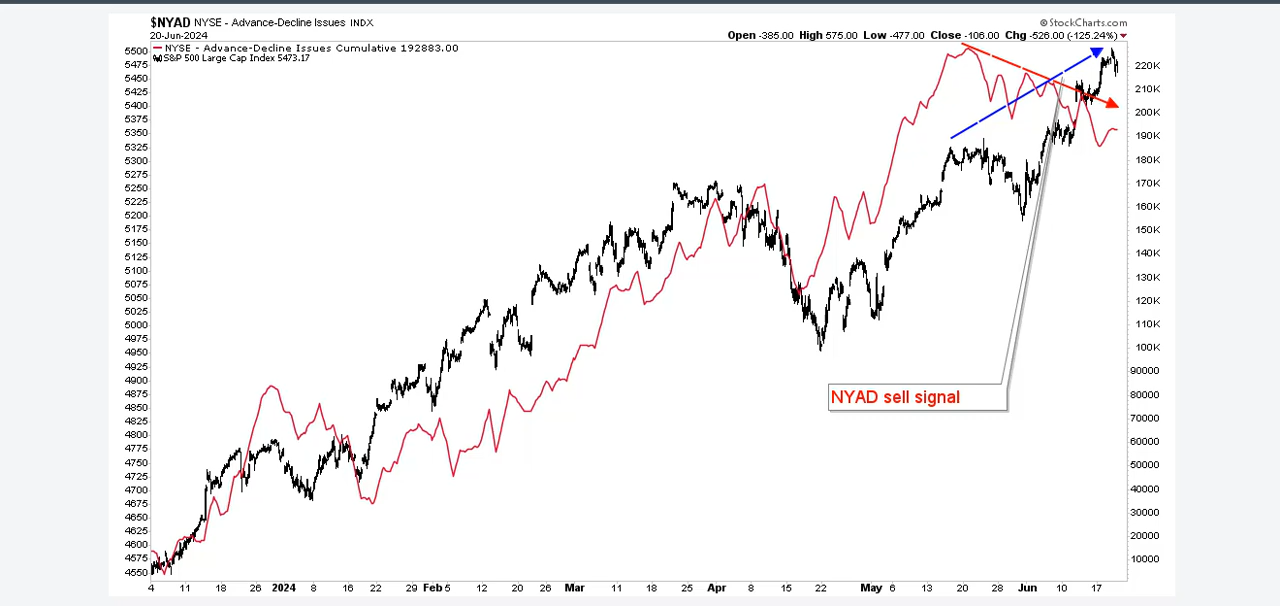 $NYAD NYSE - Advance-Decline Issues INDX
© StockCharts.com
20-Jun-2024
Open -385.00 High 575.00 Low -477.00 Close -106.00 Chg -526.00 (-125.24%)
NYSE - Advance-Decline Issues Cumulative 192883.00
S&P 500 Large Cap Index 5473.17
5500
5475
5450
5425
5400
5375
5350
5325
5300
5275
5250
5225
5200
5175
5150
5125
5100
5075
5050
5025
5000
4975
4950
4925
4900
4875
4850
4825
4800
4775
4750
4725
4700
4675
4650
4625
4600
4575
4550
220K
210K
200K
190K
180K
170K
160K
150K
140K
130K
120K
110K
100K
90000
80000
70000
60000
50000
40000
30000
20000
10000
NYAD sell signal
4 11 18 26 2024 8 16 22 29 Feb 5 12 20 26 Mar 11 18 25 Apr 8 15 22 May 6 13 20 28 Jun 10 17